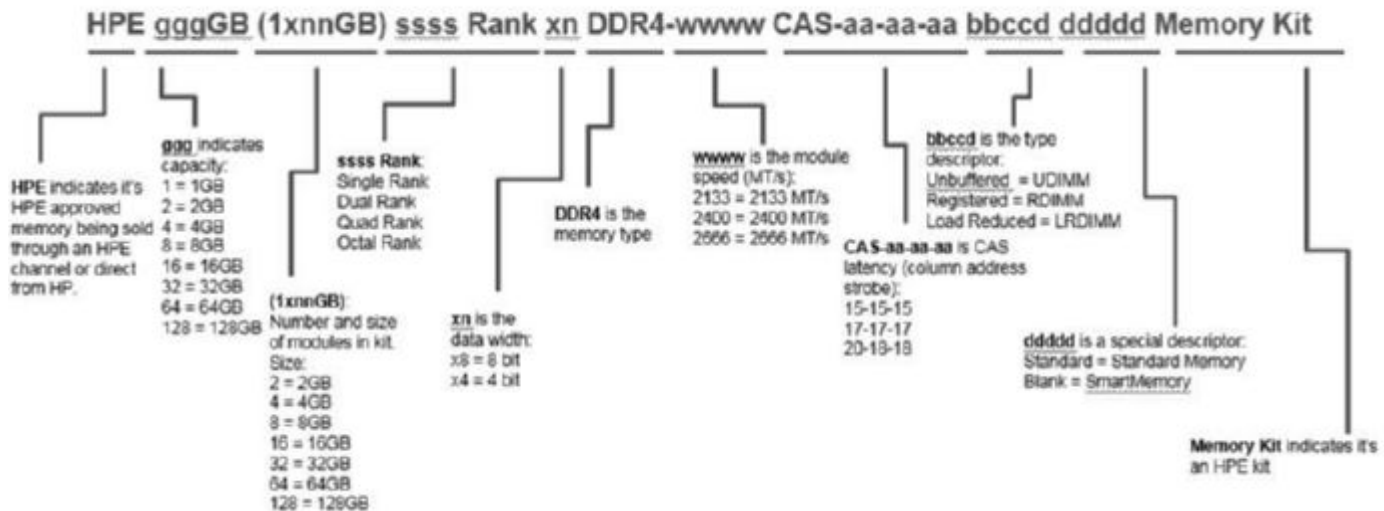 HPE gggGB (1xnnGB) ssss Rank xn DDR4-wwww CAS-aa-aa-aa bbccd ddddd Memory Kit
HPE indicates it's
HPE approved
memory being sold
through an HPE
channel or direct
from HP.
ggg indicates
capacity:
1 = 1GB
2 = 2GB
4 = 4GB
8 = 8GB
16 = 16GB
32 = 32GB
64 = 64GB
128 = 128GB
(1xnnGB):
Number and size
of modules in kit.
Size:
2 = 2GB
4 = 4GB
8 = 8GB
16 = 16GB
32 = 32GB
64 = 64GB
128 = 128GB
ssss Rank:
Single Rank
Dual Rank
Quad Rank
Octal Rank
xn is the
data width:
x8 = 8 bit
x4 = 4 bit
DDR4 is the
memory type
wwww is the module
speed (MT/s):
2133 = 2133 MT/s
2400 = 2400 MT/s
2666 = 2666 MT/s
CAS-aa-aa-aa is CAS
latency (column address
strobe):
15-15-15
17-17-17
20-18-18
bbccd is the type
descriptor:
Unbuffered = UDIMM
Registered = RDIMM
Load Reduced = LRDIMM
ddddd is a special descriptor:
Standard = Standard Memory
Blank = SmartMemory
Memory Kit indicates it's
an HPE kit